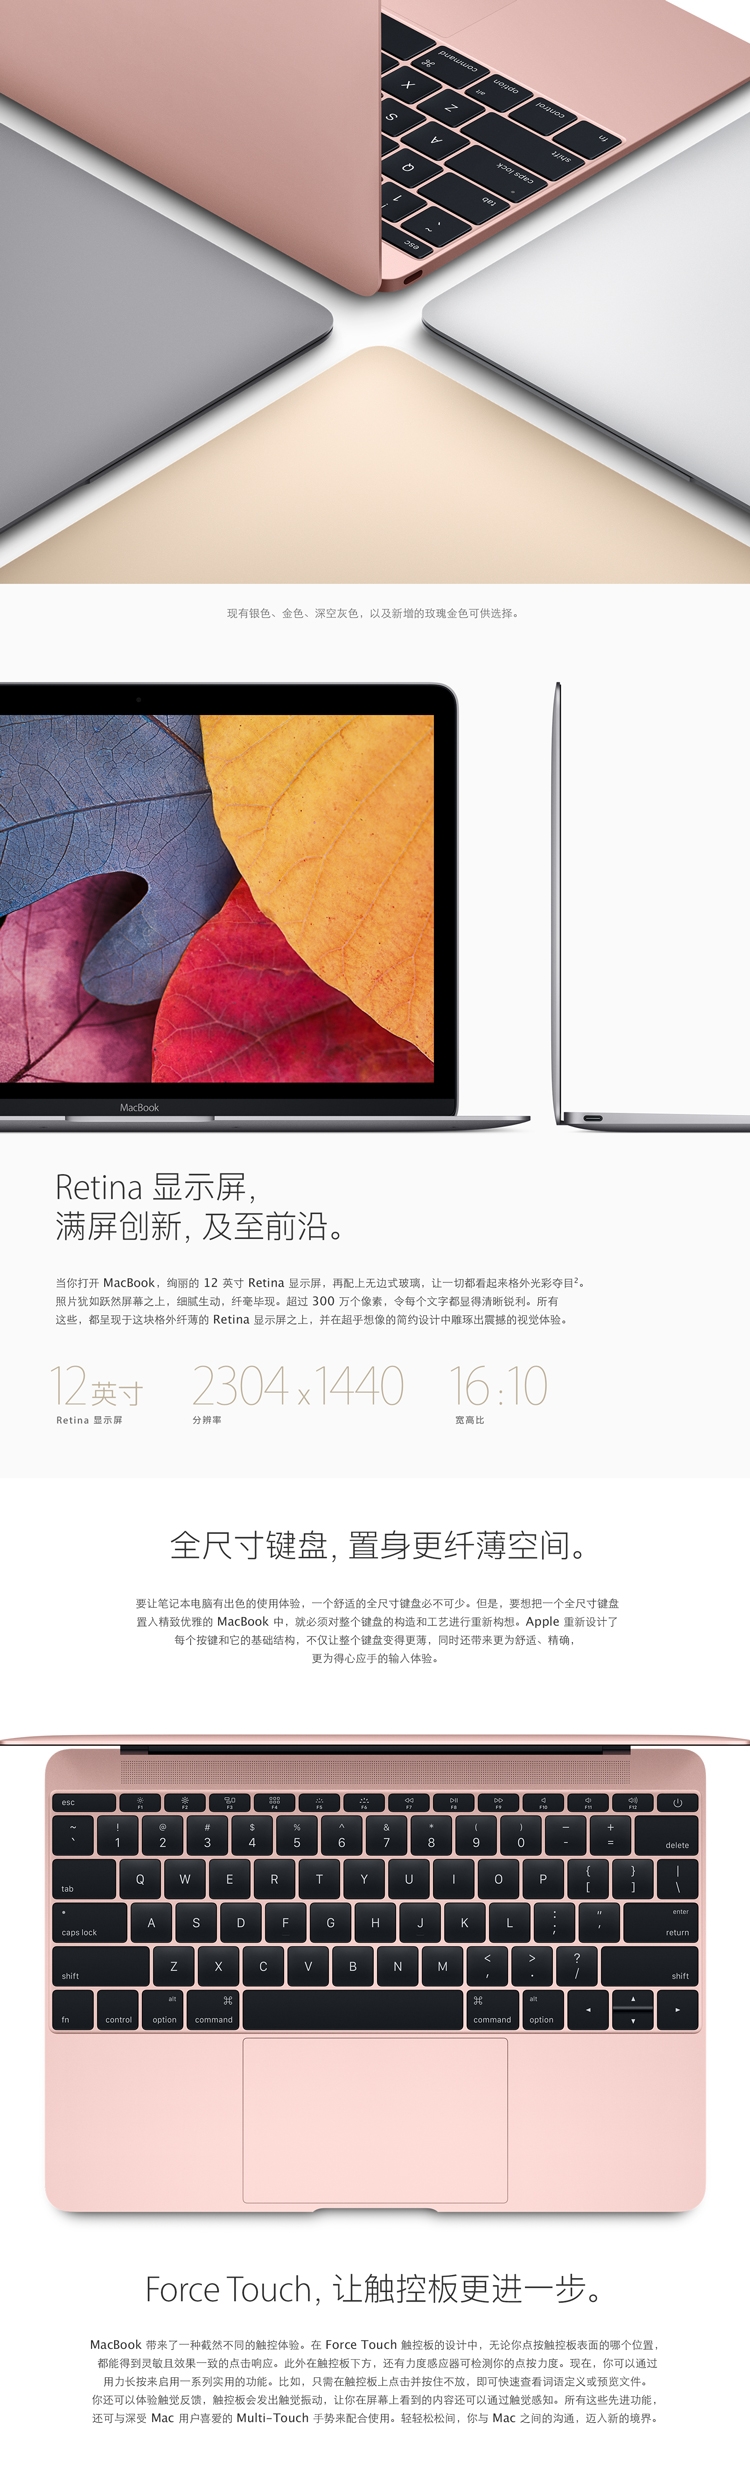 command
⌘
option
alt
control
fn
X
Z
shift
S
A
caps lock
Q
tab
!
1
~
`
esc
现有银色、金色、深空灰色，以及新增的玫瑰金色可供选择。
MacBook
Retina 显示屏，
满屏创新，及至前沿。
当你打开 MacBook，绚丽的 12 英寸 Retina 显示屏，再配上无边式玻璃，让一切都看起来格外光彩夺目²。
照片犹如跃然屏幕之上，细腻生动，纤毫毕现。超过 300 万个像素，令每个文字都显得清晰锐利。所有
这些，都呈现于这块格外纤薄的 Retina 显示屏之上，并在超乎想像的简约设计中雕琢出震撼的视觉体验。
12英寸 2304 x 1440 16:10
Retina 显示屏 分辨率 宽高比
全尺寸键盘，置身更纤薄空间。
要让笔记本电脑有出色的使用体验，一个舒适的全尺寸键盘必不可少。但是，要想把一个全尺寸键盘
置入精致优雅的 MacBook 中，就必须对整个键盘的构造和工艺进行重新构想。Apple 重新设计了
每个按键和它的基础结构，不仅让整个键盘变得更薄，同时还带来更为舒适、精确，
更为得心应手的输入体验。
esc F1 F2 F3 F4 F5 F6 F7 F8 F9 F10 F11 F12
~ ! @ # $ % ^ & * ( ) — +
` 1 2 3 4 5 6 7 8 9 0 - = delete
tab Q W E R T Y U I O P { [ } ] | \
caps lock A S D F G H J K L : ; " ' enter return
shift Z X C V B N M < , > . ? / shift
fn control alt option ⌘ command ⌘ command alt option ◄ ▲ ▼ ►
Force Touch，让触控板更进一步。
MacBook 带来了一种截然不同的触控体验。在 Force Touch 触控板的设计中，无论你点按触控板表面的哪个位置，
都能得到灵敏且效果一致的点击响应。此外在触控板下方，还有力度感应器可检测你的点按力度。现在，你可以通过
用力长按来启用一系列实用的功能。比如，只需在触控板上点击并按住不放，即可快速查看词语定义或预览文件。
你还可以体验触觉反馈，触控板会发出触觉振动，让你在屏幕上看到的内容还可以通过触觉感知。所有这些先进功能，
还可与深受 Mac 用户喜爱的 Multi-Touch 手势来配合使用。轻轻松松间，你与 Mac 之间的沟通，迈入新的境界。